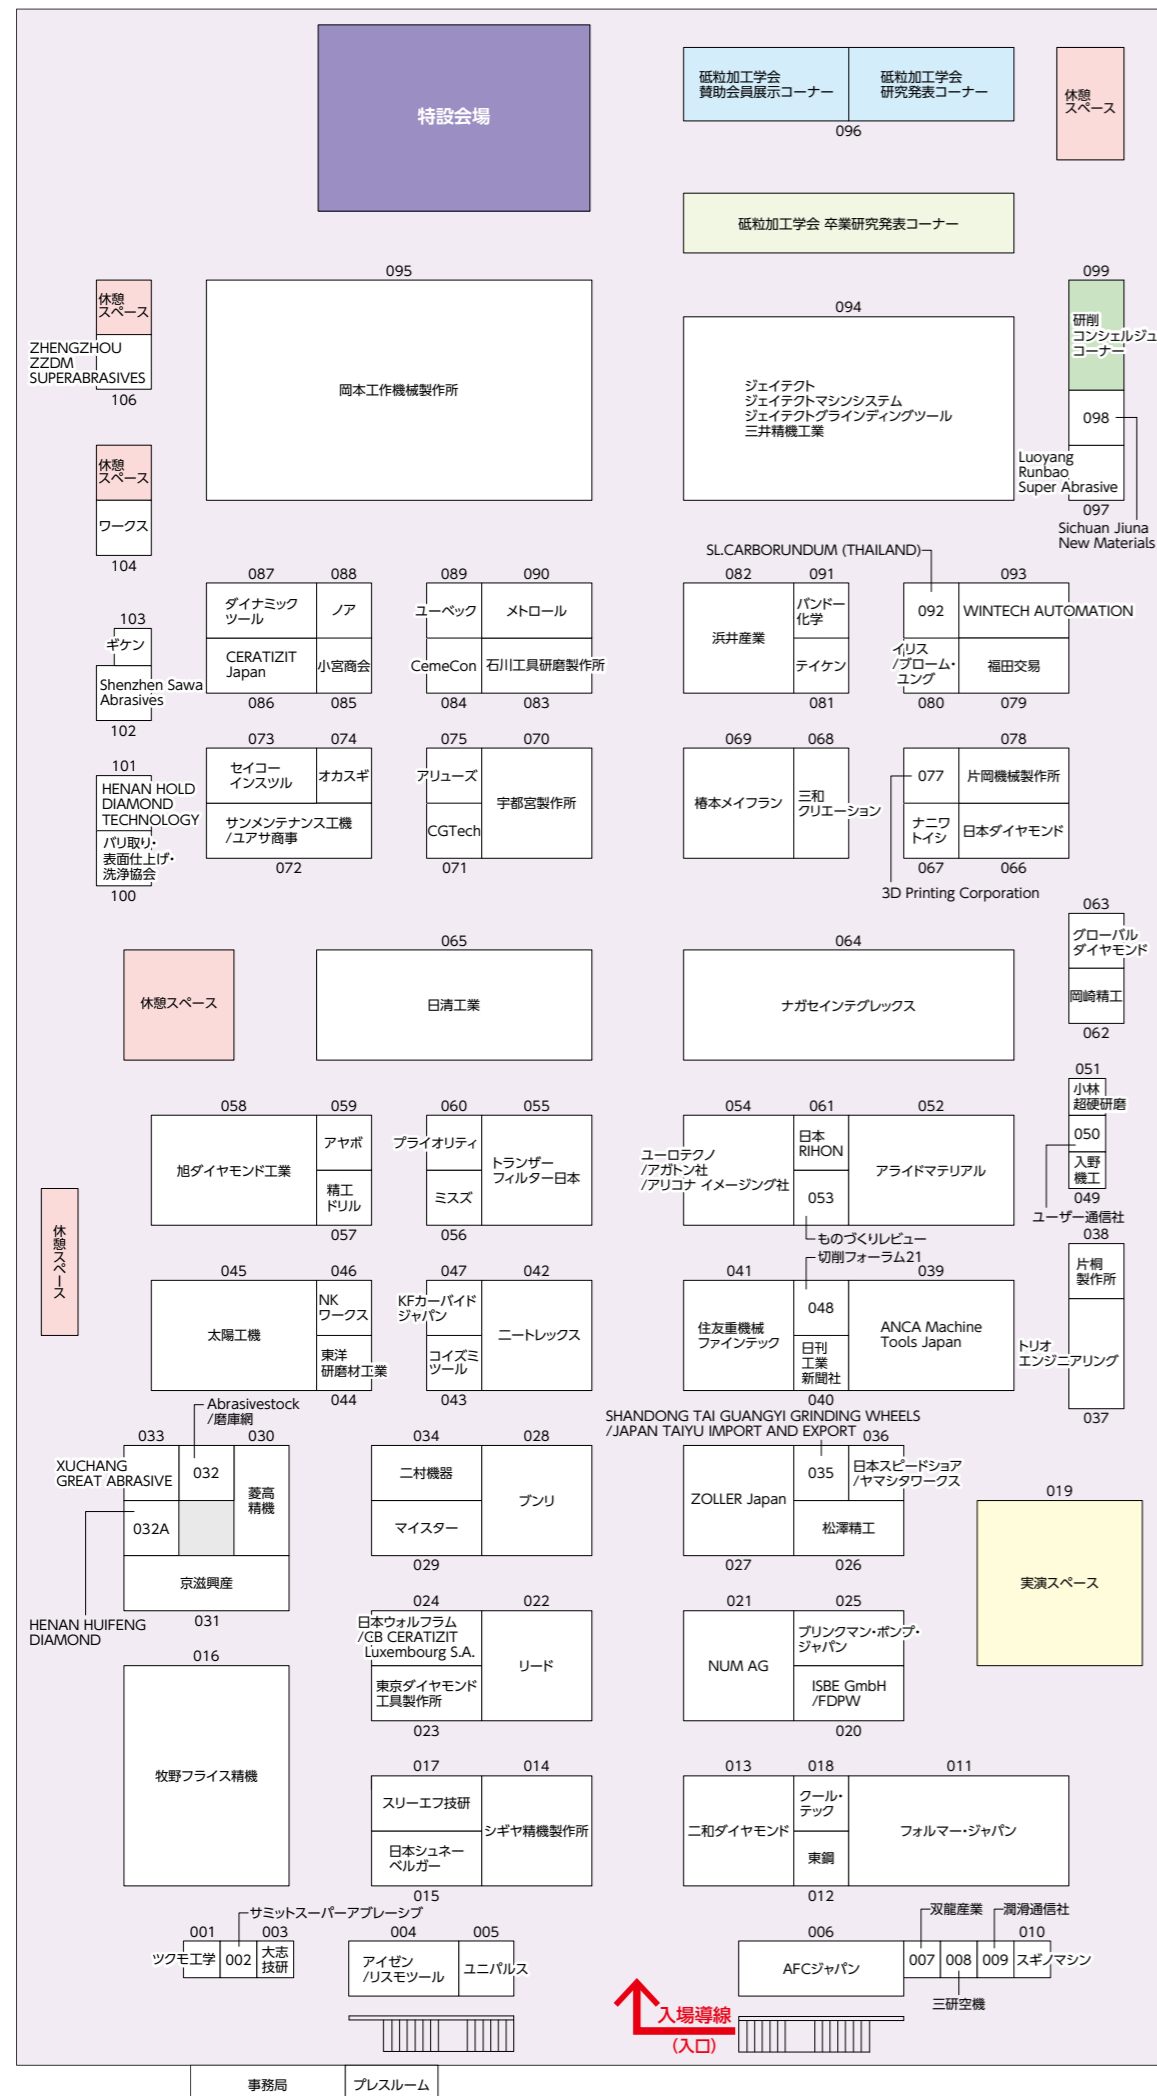 特設会場
砥粒加工学会
賛助会員展示コーナー
砥粒加工学会
研究発表コーナー
096
休憩
スペース
砥粒加工学会 卒業研究発表コーナー
095
岡本工作機械製作所
094
ジェイテクト
ジェイテクトマシンシステム
ジェイテクトグラインディングツール
三井精機工業
099
研削
コンシェルジュ
コーナー
098
Luoyang
Runbao
Super Abrasive
097
Sichuan Jiuna
New Materials
休憩
スペース
ZHENGZHOU
ZZDM
SUPERABRASIVES
106
休憩
スペース
ワークス
104
103
ギケン
Shenzhen Sawa
Abrasives
102
101
HENAN HOLD
DIAMOND
TECHNOLOGY
バリ取り・
表面仕上げ・
洗浄協会
100
087
ダイナミック
ツール
088
ノア
CERATIZIT
Japan
086
小宮商会
085
089
ユーベック
090
メトロール
CemeCon
084
石川工具研磨製作所
083
SL.CARBORUNDUM (THAILAND)
082
浜井産業
091
バンドー
化学
テイケン
081
092
093
WINTECH AUTOMATION
イリス
/ブローム・
ユング
080
福田交易
079
073
セイコー
インスツル
074
オカスギ
サンメンテナンス工機
/ユアサ商事
072
075
アリューズ
CGTech
071
070
宇都宮製作所
069
椿本メイフラン
068
三和
クリエーション
077
078
片岡機械製作所
ナニワ
トイシ
067
日本ダイヤモンド
066
3D Printing Corporation
063
グローバル
ダイヤモンド
岡崎精工
062
休憩スペース
065
日清工業
064
ナガセインテグレックス
051
小林
超硬研磨
050
入野
機工
049
ユーザー通信社
058
旭ダイヤモンド工業
059
アヤボ
精工
ドリル
057
060
プライオリティ
ミスズ
056
055
トランザー
フィルター日本
054
ユーロテクノ
/アガトン社
/アリコナ イメージング社
061
日本
RIHON
053
ものづくりレビュー
052
アライドマテリアル
休憩スペース
045
太陽工機
046
NK
ワークス
東洋
研磨材工業
044
047
KFカーバイド
ジャパン
コイズミ
ツール
043
042
ニートレックス
切削フォーラム21
041
住友重機械
ファインテック
048
日刊
工業
新聞社
040
039
ANCA Machine
Tools Japan
038
片桐
製作所
トリオ
エンジニアリング
037
Abrasivestock
/磨庫網
033
XUCHANG
GREAT ABRASIVE
032
030
菱高
精機
032A
京滋興産
031
HENAN HUIFENG
DIAMOND
034
二村機器
マイスター
029
028
ブンリ
SHANDONG TAI GUANGYI GRINDING WHEELS
/JAPAN TAIYU IMPORT AND EXPORT
ZOLLER Japan
027
035
036
日本スピードショア
/ヤマシタワークス
松澤精工
026
019
実演スペース
016
牧野フライス精機
024
日本ウォルフラム
/CB CERATIZIT
Luxembourg S.A.
東京ダイヤモンド
工具製作所
023
022
リード
021
NUM AG
025
ブリンクマン・ポンプ・
ジャパン
ISBE GmbH
/FDPW
020
017
スリーエフ技研
日本シュネー
ベルガー
015
014
シギヤ精機製作所
013
二和ダイヤモンド
018
クール・
テック
東鋼
012
011
フォルマー・ジャパン
サミットスーパーアブレーシブ
001
ツクモ工学
002
003
大志
技研
004
アイゼン
/リスモツール
005
ユニパルス
006
AFCジャパン
双龍産業
007
008
三研空機
潤滑通信社
009
010
スギノマシン
入場導線
(入口)
事務局
プレスルーム